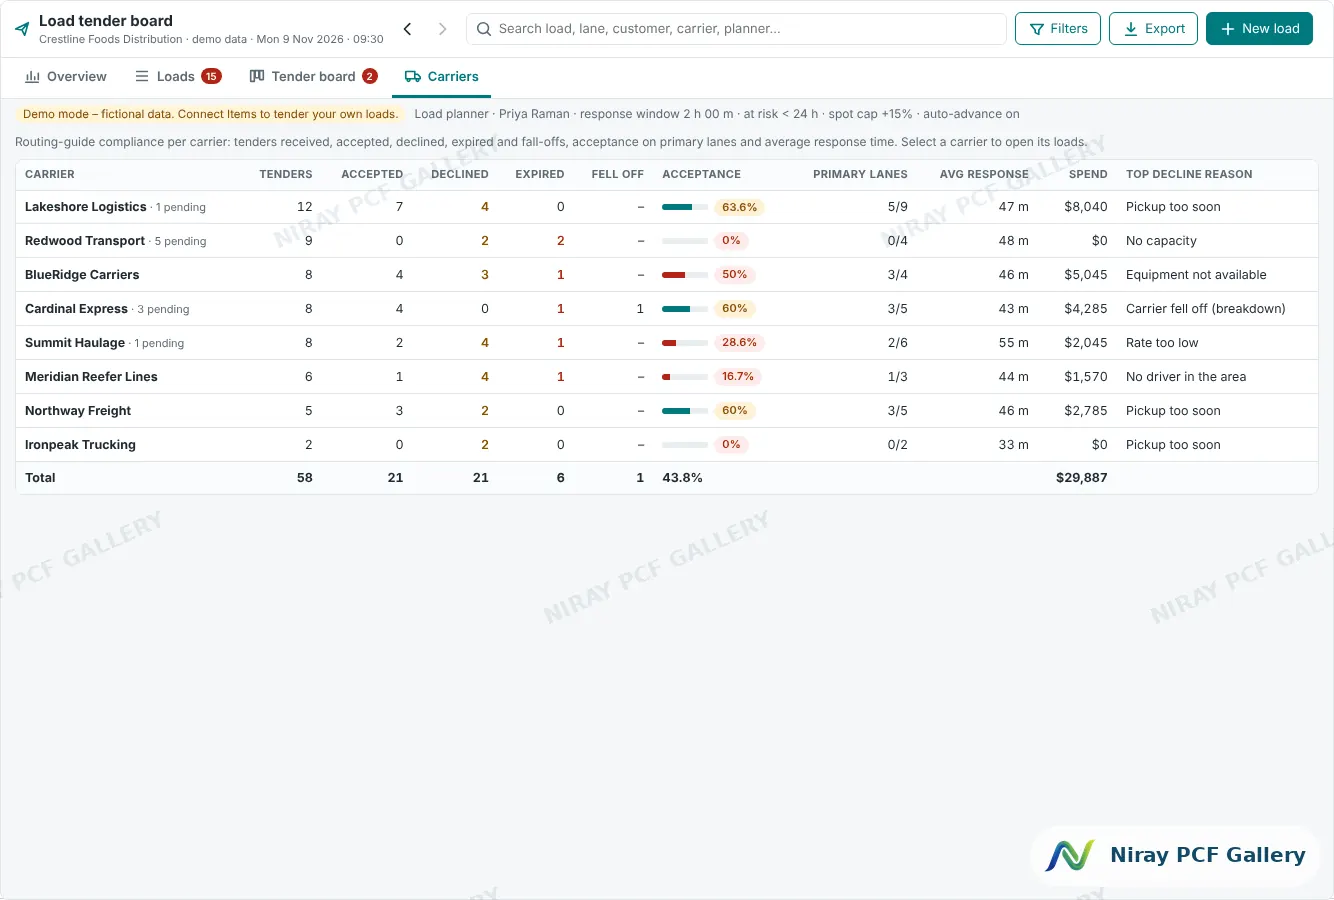 Load tender board
Crestline Foods Distribution · demo data · Mon 9 Nov 2026 · 09:30
Search load, lane, customer, carrier, planner...
Filters
Export
New load
Overview
Loads 15
Tender board 2
Carriers
Demo mode – fictional data. Connect Items to tender your own loads. Load planner · Priya Raman · response window 2 h 00 m · at risk < 24 h · spot cap +15% · auto-advance on
Routing-guide compliance per carrier: tenders received, accepted, declined, expired and fall-offs, acceptance on primary lanes and average response time. Select a carrier to open its loads.
CARRIER TENDERS ACCEPTED DECLINED EXPIRED FELL OFF ACCEPTANCE PRIMARY LANES AVG RESPONSE SPEND TOP DECLINE REASON
Lakeshore Logistics · 1 pending 12 7 4 0 – 63.6% 5/9 47 m $8,040 Pickup too soon
Redwood Transport · 5 pending 9 0 2 2 – 0% 0/4 48 m $0 No capacity
BlueRidge Carriers 8 4 3 1 – 50% 3/4 46 m $5,045 Equipment not available
Cardinal Express · 3 pending 8 4 0 1 1 60% 3/5 43 m $4,285 Carrier fell off (breakdown)
Summit Haulage · 1 pending 8 2 4 1 – 28.6% 2/6 55 m $2,045 Rate too low
Meridian Reefer Lines 6 1 4 1 – 16.7% 1/3 44 m $1,570 No driver in the area
Northway Freight 5 3 2 0 – 60% 3/5 46 m $2,785 Pickup too soon
Ironpeak Trucking 2 0 2 0 – 0% 0/2 33 m $0 Pickup too soon
Total 58 21 21 6 1 43.8% $29,887
NIRAY PCF GALLERY
NIRAY PCF GALLERY
PCF GALLERY
NIRAY PCF GALLERY
NIRAY PCF GALL
Niray PCF Gallery